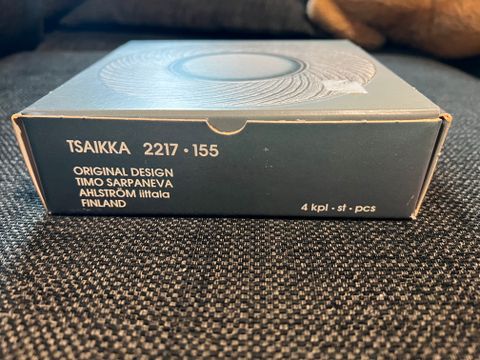 TSAIKKA 2217 • 155
ORIGINAL DESIGN
TIMO SARPANEVA
AHLSTRÖM iittala
FINLAND
4 kpl • st • pcs